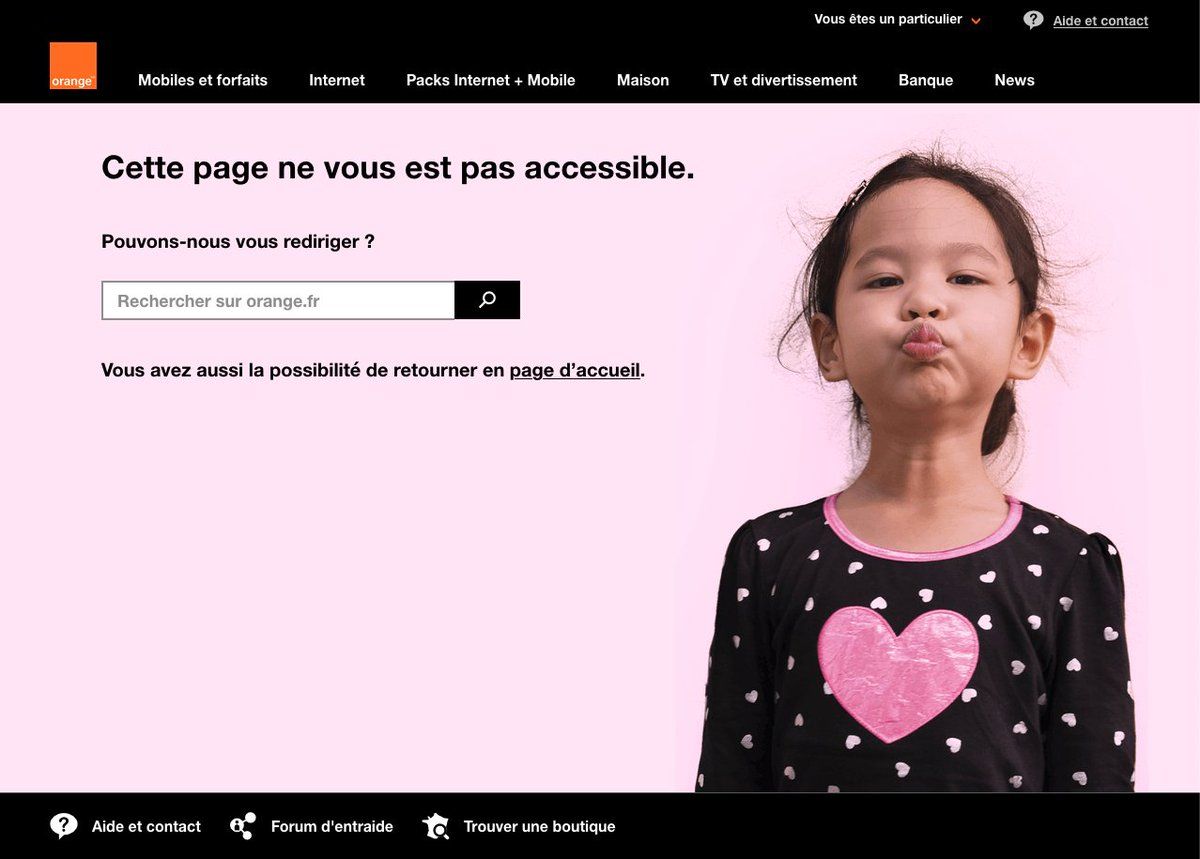 Vous êtes un particulier
Aide et contact
orange™
Mobiles et forfaits
Internet
Packs Internet + Mobile
Maison
TV et divertissement
Banque
News
Cette page ne vous est pas accessible.
Pouvons-nous vous rediriger ?
Rechercher sur orange.fr
Vous avez aussi la possibilité de retourner en page d’accueil.
Aide et contact
Forum d'entraide
Trouver une boutique